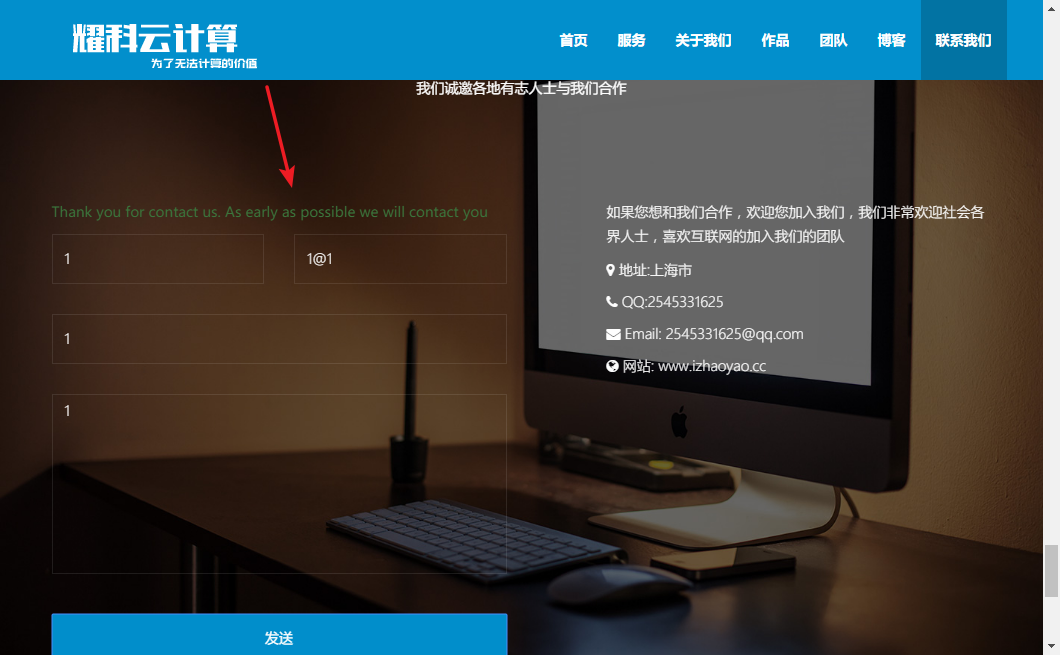 耀科云计算
为了无法计算的价值
首页 服务 关于我们 作品 团队 博客 联系我们
我们诚邀各地有志人士与我们合作
Thank you for contact us. As early as possible we will contact you
1 1@1
1
1
发送
如果您想和我们合作，欢迎您加入我们，我们非常欢迎社会各
界人士，喜欢互联网的加入我们的团队
地址:上海市
QQ:2545331625
Email: 2545331625@qq.com
网站: www.izhaoyao.cc